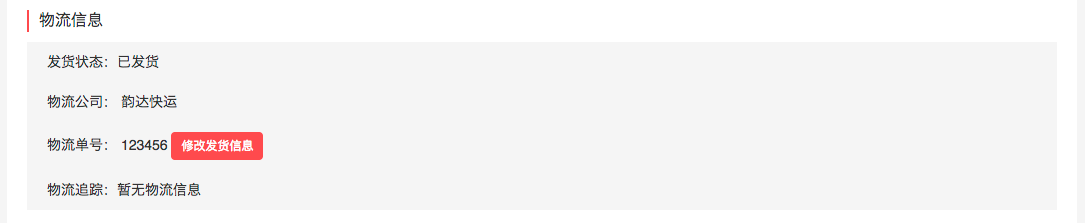 物流信息
发货状态：已发货
物流公司： 韵达快运
物流单号： 123456 修改发货信息
物流追踪：暂无物流信息